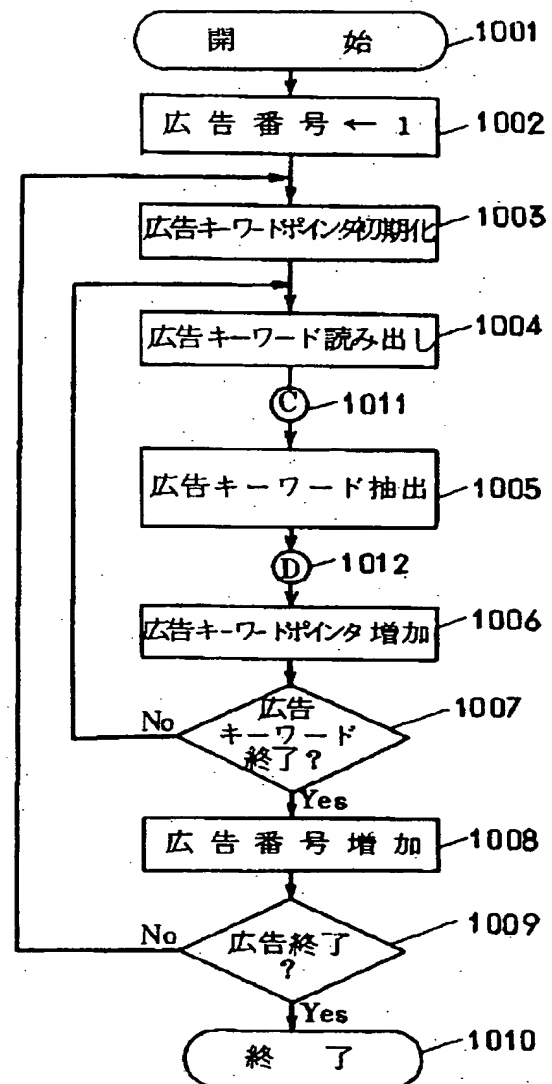 開 始
1001
広 告 番 号 ← 1
1002
広告キーワードポインタ初期化
1003
広告キーワード読み出し
1004
C
1011
広告キーワード抽出
1005
D
1012
広告キーワードポインタ増加
1006
広告
キーワード
終了?
1007
No
Yes
広 告 番 号 増 加
1008
広告終了
?
1009
No
Yes
終 了
1010